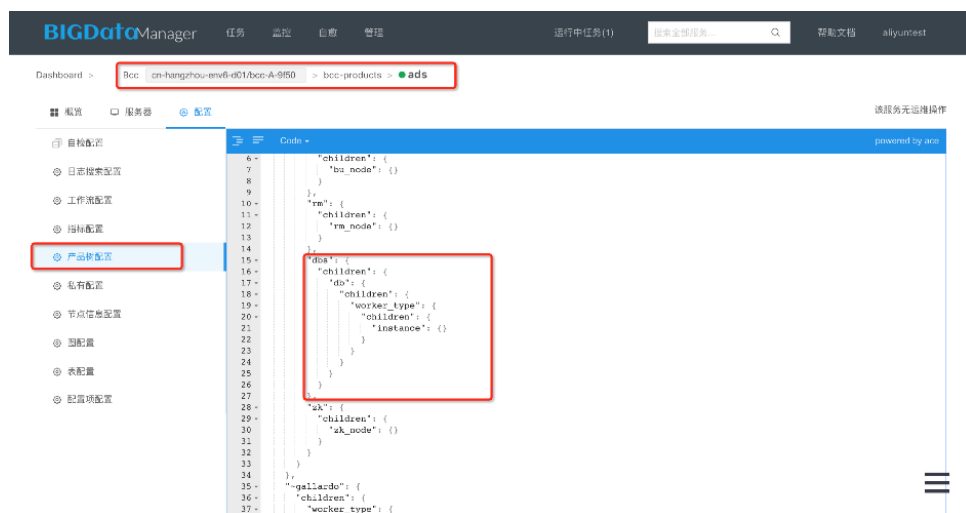 BIGDataManager 任务 监控 自愈 管理 运行中任务(1) 搜索全部服务... 帮助文档 aliyuntest
Dashboard > Bcc cn-hangzhou-env6-d01/bcc-A-9f50 > bcc-products > ads
概览 服务器 配置 该服务无运维操作
自检配置
日志搜索配置
工作流配置
指标配置
产品树配置
私有配置
节点信息配置
图配置
表配置
配置项配置
Code powered by ace
6 "children": {
7 "bu_node": {}
8 }
9 },
10 "rm": {
11 "children": {
12 "rm_node": {}
13 }
14 },
15 "dbs": {
16 "children": {
17 "db": {
18 "children": {
19 "worker_type": {
20 "children": {
21 "instance": {}
22 }
23 }
24 }
25 }
26 }
27 },
28 "zk": {
29 "children": {
30 "zk_node": {}
31 }
32 }
33 }
34 },
35 "~gallardo": {
36 "children": {
37 "worker_type": {